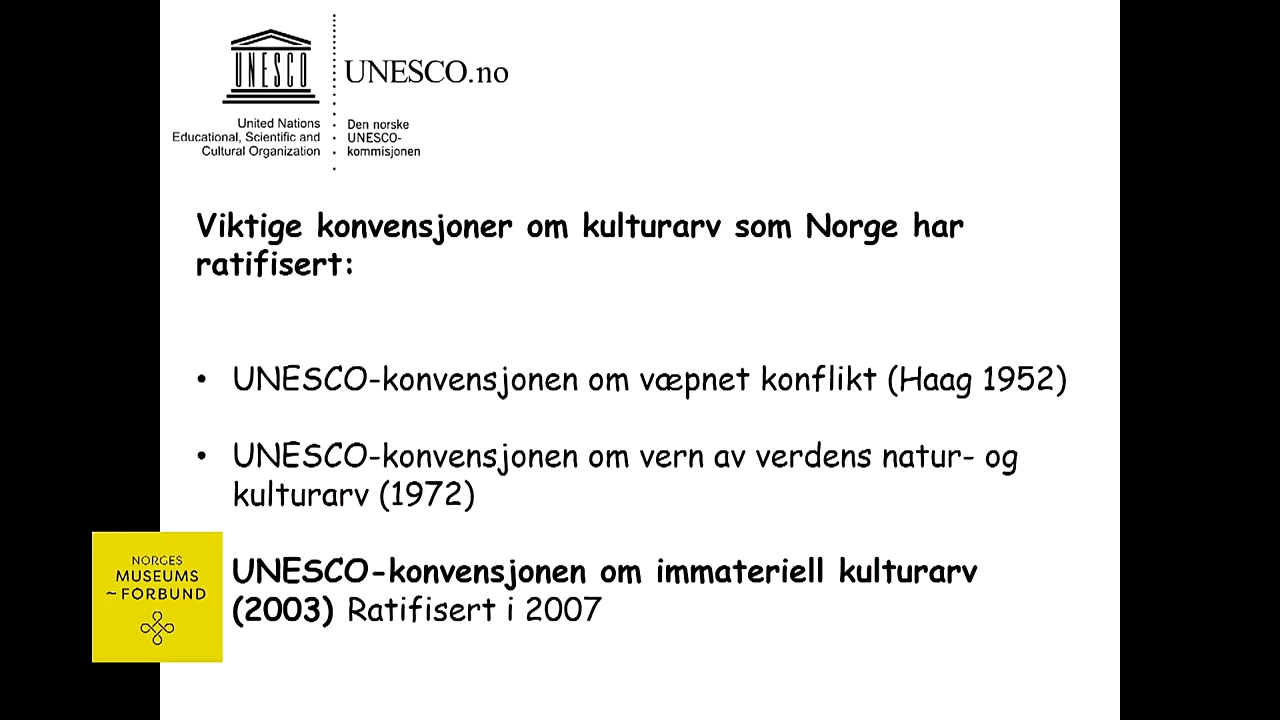 UNESCO
UNESCO.no
United Nations
Educational, Scientific and
Cultural Organization
Den norske
UNESCO-
kommisjonen
Viktige konvensjoner om kulturarv som Norge har
ratifisert:
• UNESCO-konvensjonen om væpnet konflikt (Haag 1952)
• UNESCO-konvensjonen om vern av verdens natur- og
kulturarv (1972)
UNESCO-konvensjonen om immateriell kulturarv
(2003) Ratifisert i 2007
NORGES
MUSEUMS
~FORBUND